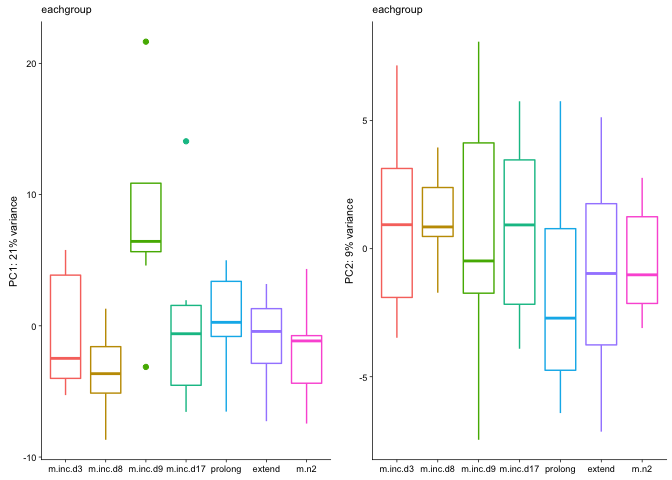 eachgroup
PC1: 21% variance
20
10
0
-10
m.inc.d3 m.inc.d8 m.inc.d9 m.inc.d17 prolong extend m.n2
eachgroup
PC2: 9% variance
5
0
-5
m.inc.d3 m.inc.d8 m.inc.d9 m.inc.d17 prolong extend m.n2